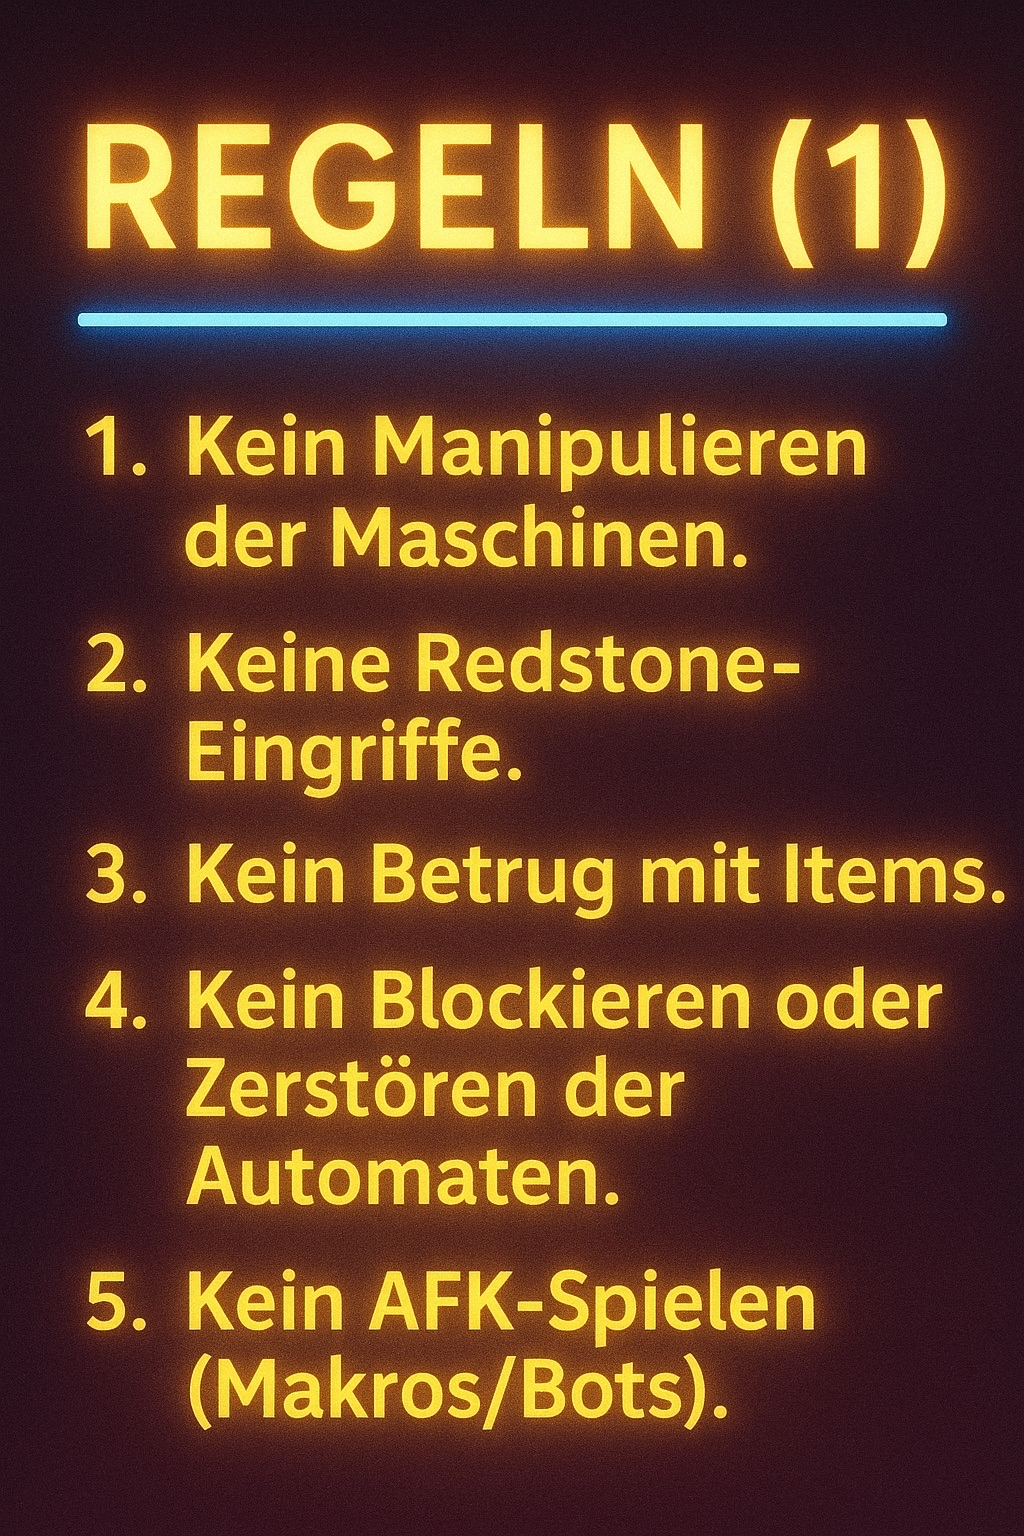 REGELN (1)
1. Kein Manipulieren
der Maschinen.
2. Keine Redstone-
Eingriffe.
3. Kein Betrug mit Items.
4. Kein Blockieren oder
Zerstören der
Automaten.
5. Kein AFK-Spielen
(Makros/Bots).